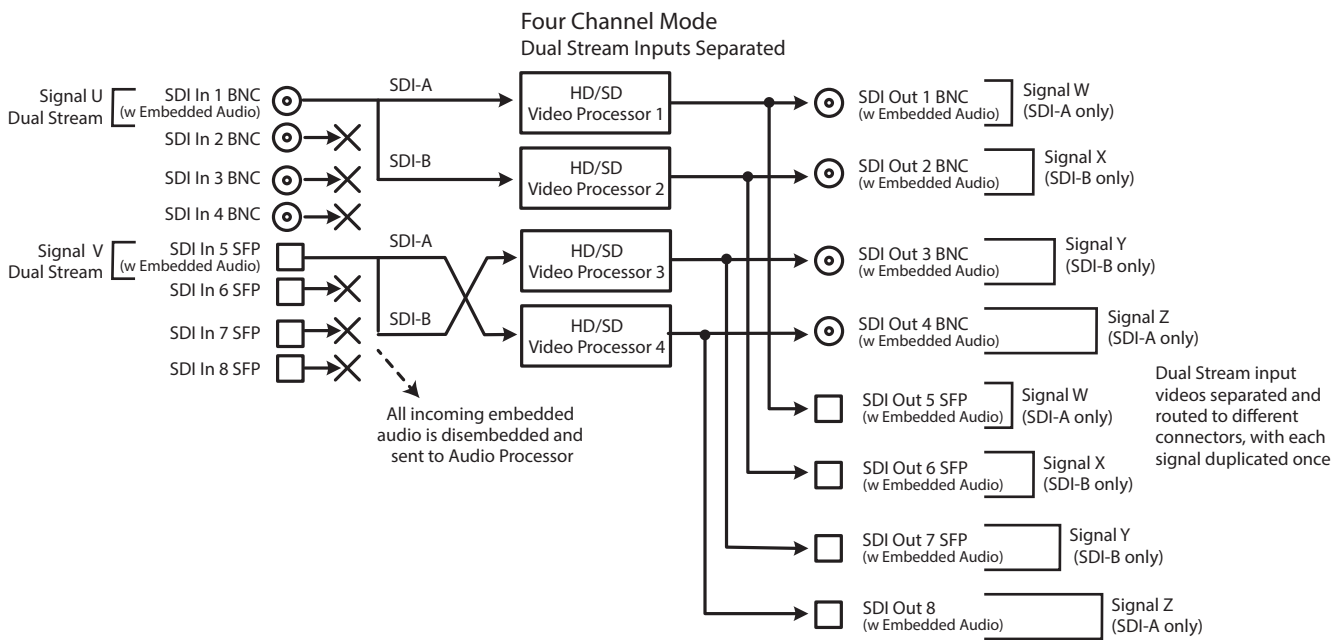 Four Channel Mode
Dual Stream Inputs Separated
Signal U
Dual Stream
SDI In 1 BNC
(w Embedded Audio)
SDI In 2 BNC
SDI In 3 BNC
SDI In 4 BNC
Signal V
Dual Stream
SDI In 5 SFP
(w Embedded Audio)
SDI In 6 SFP
SDI In 7 SFP
SDI In 8 SFP
SDI-A
SDI-B
SDI-A
SDI-B
All incoming embedded
audio is disembedded and
sent to Audio Processor
HD/SD
Video Processor 1
HD/SD
Video Processor 2
HD/SD
Video Processor 3
HD/SD
Video Processor 4
SDI Out 1 BNC
(w Embedded Audio)
Signal W
(SDI-A only)
SDI Out 2 BNC
(w Embedded Audio)
Signal X
(SDI-B only)
SDI Out 3 BNC
(w Embedded Audio)
Signal Y
(SDI-B only)
SDI Out 4 BNC
(w Embedded Audio)
Signal Z
(SDI-A only)
Dual Stream input
videos separated and
routed to different
connectors, with each
signal duplicated once
SDI Out 5 SFP
(w Embedded Audio)
Signal W
(SDI-A only)
SDI Out 6 SFP
(w Embedded Audio)
Signal X
(SDI-B only)
SDI Out 7 SFP
(w Embedded Audio)
Signal Y
(SDI-B only)
SDI Out 8
(w Embedded Audio)
Signal Z
(SDI-A only)